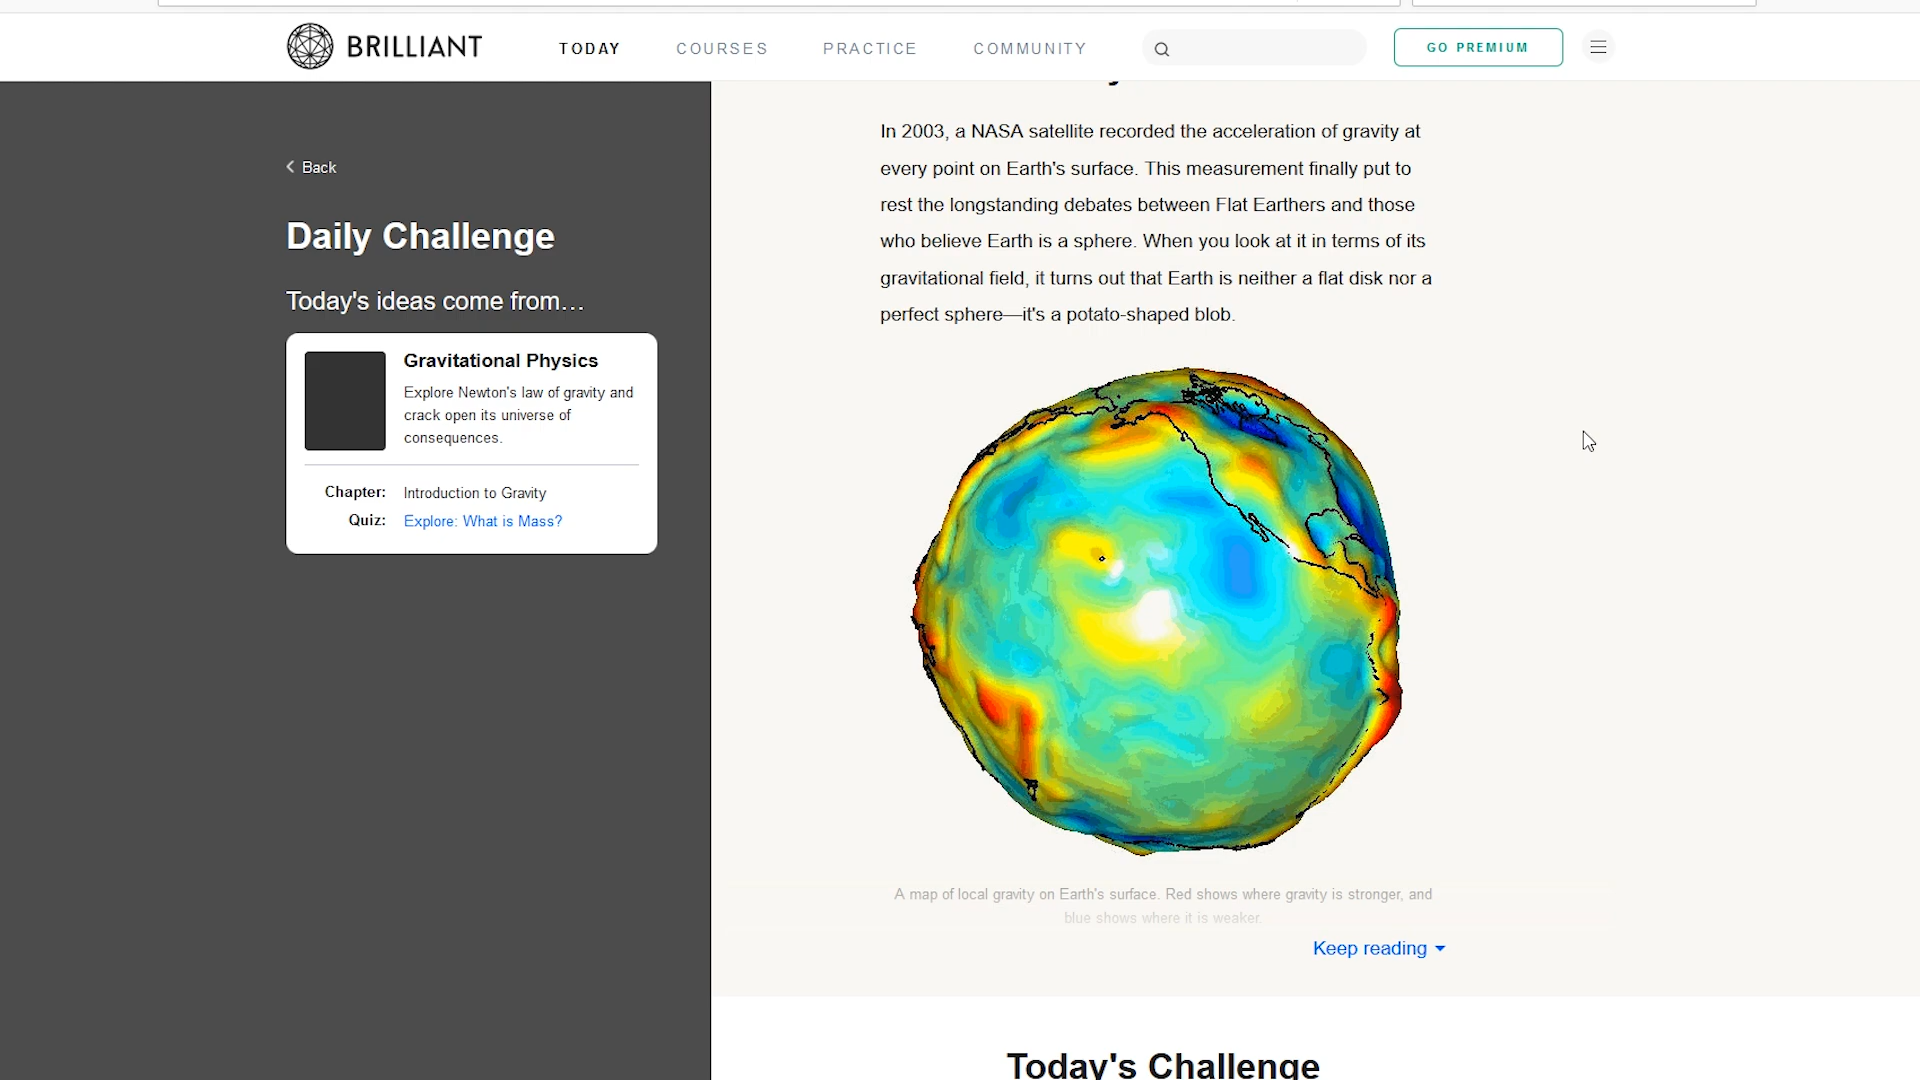 BRILLIANT
TODAY
COURSES
PRACTICE
COMMUNITY
GO PREMIUM
Back
Daily Challenge
Today's ideas come from…
Gravitational Physics
Explore Newton's law of gravity and
crack open its universe of
consequences.
Chapter: Introduction to Gravity
Quiz: Explore: What is Mass?
In 2003, a NASA satellite recorded the acceleration of gravity at
every point on Earth's surface. This measurement finally put to
rest the longstanding debates between Flat Earthers and those
who believe Earth is a sphere. When you look at it in terms of its
gravitational field, it turns out that Earth is neither a flat disk nor a
perfect sphere—it's a potato-shaped blob.
A map of local gravity on Earth's surface. Red shows where gravity is stronger, and
blue shows where it is weaker.
Keep reading
Today's Challenge